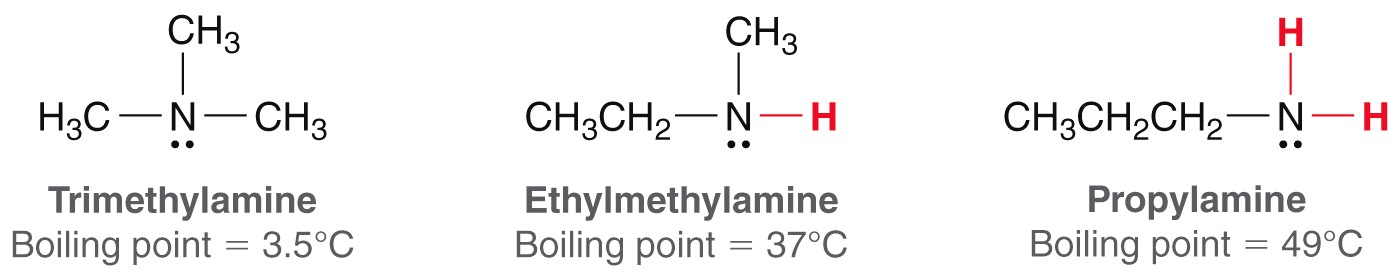 CH₃
H₃C—N—CH₃
Trimethylamine
Boiling point = 3.5°C
CH₃
CH₃CH₂—N—H
Ethylmethylamine
Boiling point = 37°C
H
CH₃CH₂CH₂—N—H
Propylamine
Boiling point = 49°C